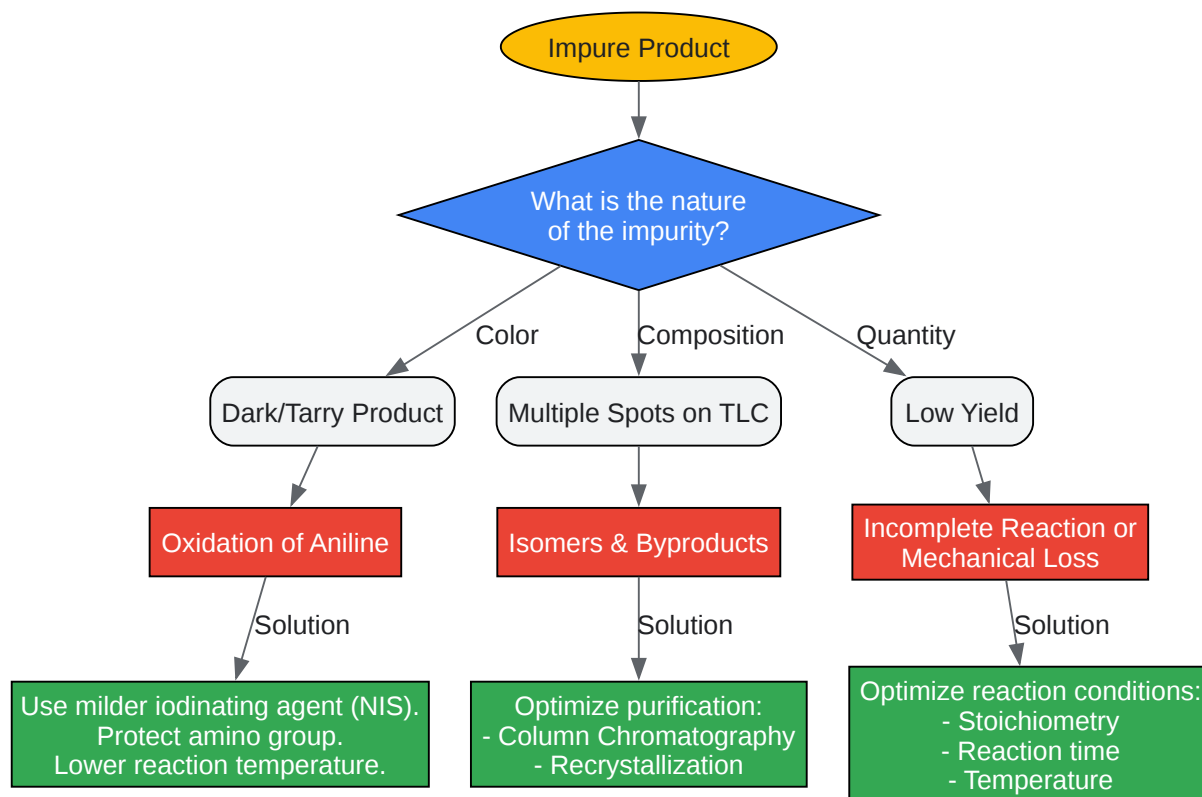 Impure Product
What is the nature
of the impurity?
Color
Composition
Quantity
Dark/Tarry Product
Multiple Spots on TLC
Low Yield
Oxidation of Aniline
Isomers & Byproducts
Incomplete Reaction or
Mechanical Loss
Solution
Solution
Solution
Use milder iodinating agent (NIS).
Protect amino group.
Lower reaction temperature.
Optimize purification:
- Column Chromatography
- Recrystallization
Optimize reaction conditions:
- Stoichiometry
- Reaction time
- Temperature